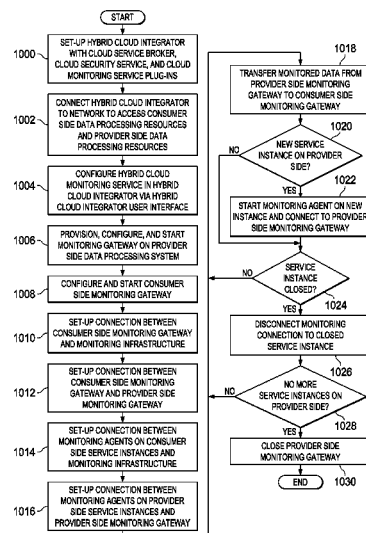 START
1000
SET-UP HYBRID CLOUD INTEGRATOR
WITH CLOUD SERVICE BROKER,
CLOUD SECURITY SERVICE, AND CLOUD
MONITORING SERVICE PLUG-INS
1002
CONNECT HYBRID CLOUD INTEGRATOR
TO NETWORK TO ACCESS CONSUMER
SIDE DATA PROCESSING RESOURCES
AND PROVIDER SIDE DATA
PROCESSING RESOURCES
1004
CONFIGURE HYBRID CLOUD
MONITORING SERVICE IN HYBRID
CLOUD INTEGRATOR VIA HYBRID
CLOUD INTEGRATOR USER INTERFACE
1006
PROVISION, CONFIGURE, AND START
MONITORING GATEWAY ON PROVIDER
SIDE DATA PROCESSING SYSTEM
1008
CONFIGURE AND START CONSUMER
SIDE MONITORING GATEWAY
1010
SET-UP CONNECTION BETWEEN
CONSUMER SIDE MONITORING GATEWAY
AND MONITORING INFRASTRUCTURE
1012
SET-UP CONNECTION BETWEEN
CONSUMER SIDE MONITORING
GATEWAY AND PROVIDER SIDE
MONITORING GATEWAY
1014
SET-UP CONNECTION BETWEEN
MONITORING AGENTS ON CONSUMER
SIDE SERVICE INSTANCES AND
MONITORING INFRASTRUCTURE
1016
SET-UP CONNECTION BETWEEN
MONITORING AGENTS ON PROVIDER
SIDE SERVICE INSTANCES AND
PROVIDER SIDE MONITORING GATEWAY
1018
TRANSFER MONITORED DATA FROM
PROVIDER SIDE MONITORING
GATEWAY TO CONSUMER SIDE
MONITORING GATEWAY
1020
NO
NEW SERVICE
INSTANCE ON PROVIDER
SIDE?
YES
1022
START MONITORING AGENT ON NEW
INSTANCE AND CONNECT TO PROVIDER
SIDE MONITORING GATEWAY
NO
SERVICE
INSTANCE
CLOSED?
1024
YES
DISCONNECT MONITORING
CONNECTION TO CLOSED
SERVICE INSTANCE
1026
NO
NO MORE
SERVICE INSTANCES ON
PROVIDER SIDE?
1028
YES
CLOSE PROVIDER SIDE
MONITORING GATEWAY
1030
END